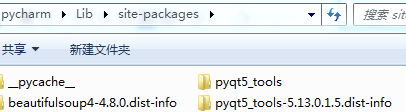 pycharm ▸ Lib ▸ site-packages ▸ 搜索 sit
共享 ▾ 新建文件夹
__pycache__ pyqt5_tools
beautifulsoup4-4.8.0.dist-info pyqt5_tools-5.13.0.1.5.dist-info